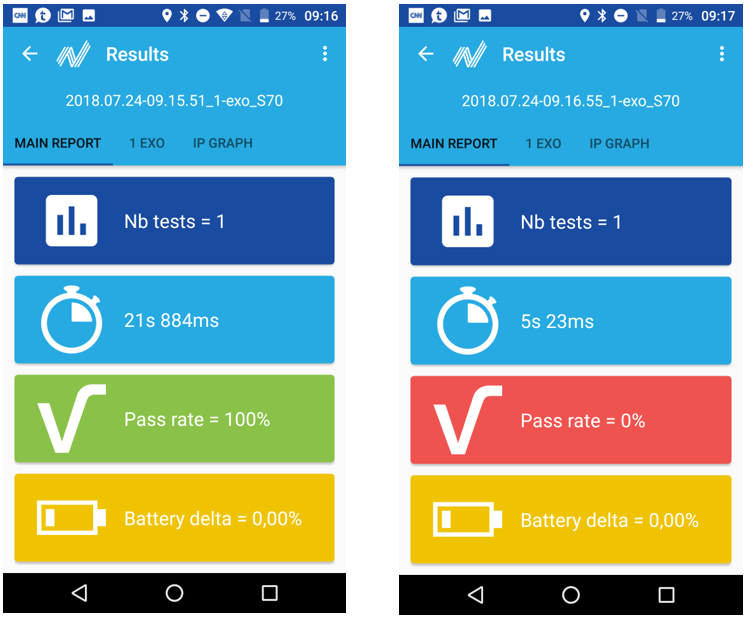 CNN 27% 09:16
Results
2018.07.24-09.15.51_1-exo_S70
MAIN REPORT 1 EXO IP GRAPH
Nb tests = 1
21s 884ms
Pass rate = 100%
Battery delta = 0,00%
CNN 27% 09:17
Results
2018.07.24-09.16.55_1-exo_S70
MAIN REPORT 1 EXO IP GRAPH
Nb tests = 1
5s 23ms
Pass rate = 0%
Battery delta = 0,00%